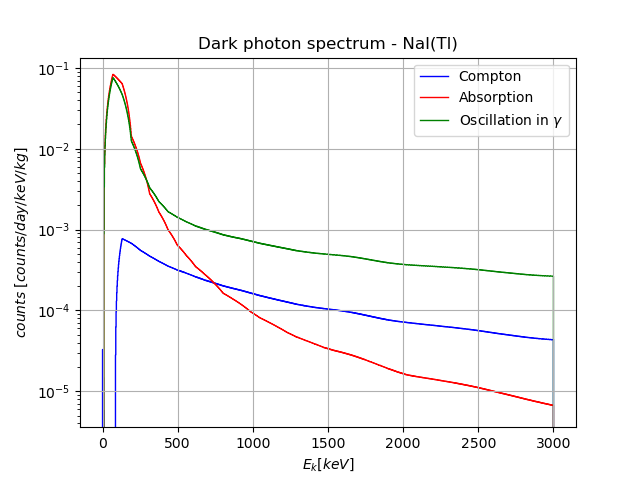 Dark photon spectrum - NaI(Tl)
Compton
Absorption
Oscillation in γ
10⁻¹
10⁻²
10⁻³
10⁻⁴
10⁻⁵
counts [counts/day/keV/kg]
0 500 1000 1500 2000 2500 3000
E_k[keV]